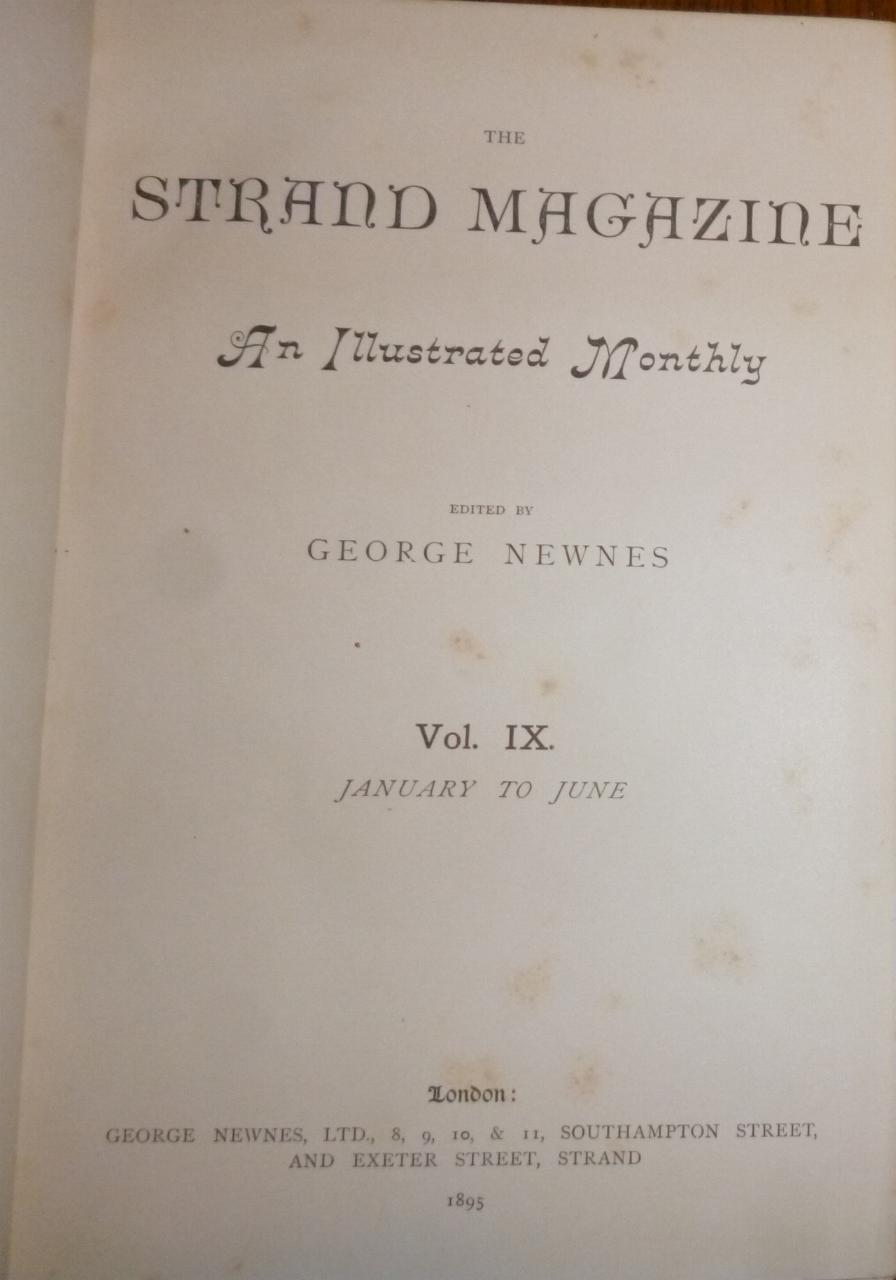 THE
STRAND MAGAZINE
An Illustrated Monthly
EDITED BY
GEORGE NEWNES
Vol. IX.
JANUARY TO JUNE
London:
GEORGE NEWNES, LTD., 8, 9, 10, & 11, SOUTHAMPTON STREET,
AND EXETER STREET, STRAND
1895